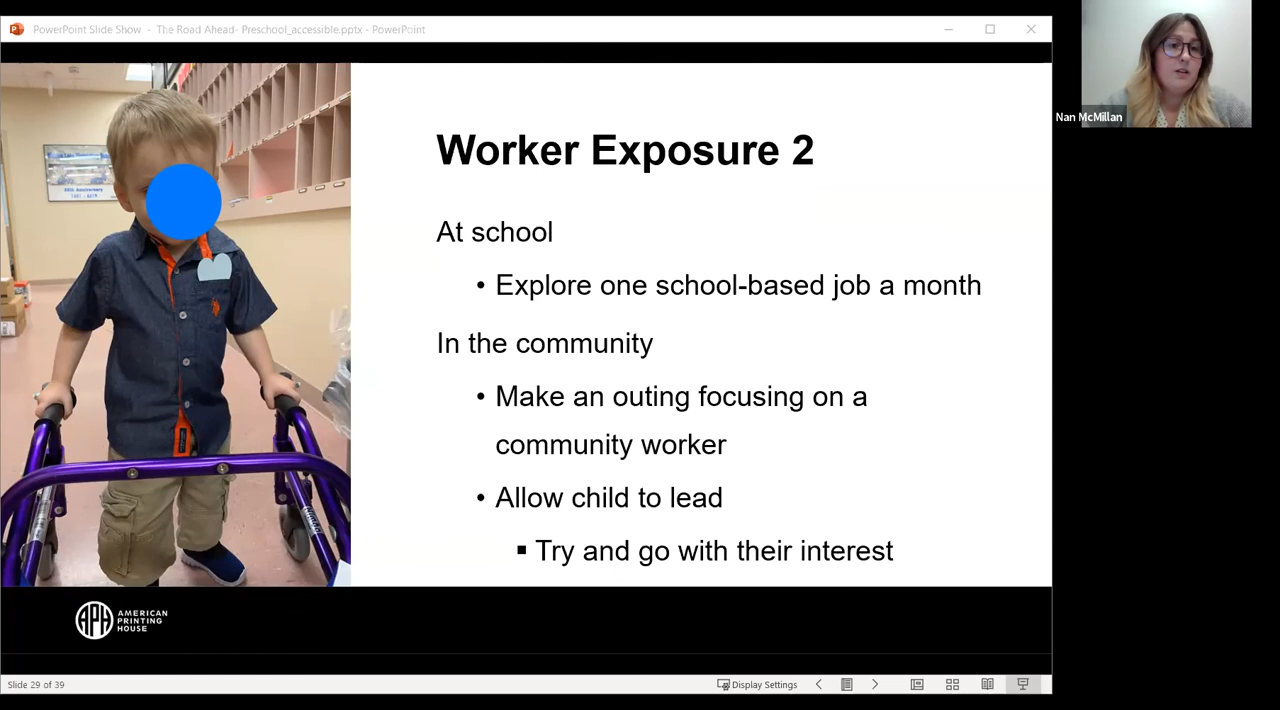 PowerPoint Slide Show - The Road Ahead- Preschool_accessible.pptx - PowerPoint
Nan McMillan
Worker Exposure 2
At school
• Explore one school-based job a month
In the community
• Make an outing focusing on a
community worker
• Allow child to lead
▪ Try and go with their interest
APH
AMERICAN
PRINTING
HOUSE
Slide 29 of 39
Display Settings